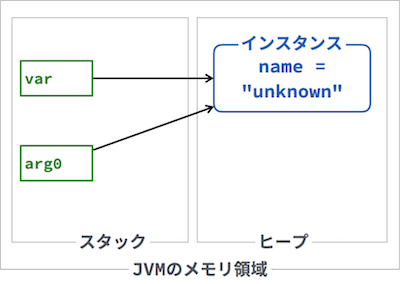 インスタンス
name =
"unknown"
var
arg0
スタック
ヒープ
JVMのメモリ領域